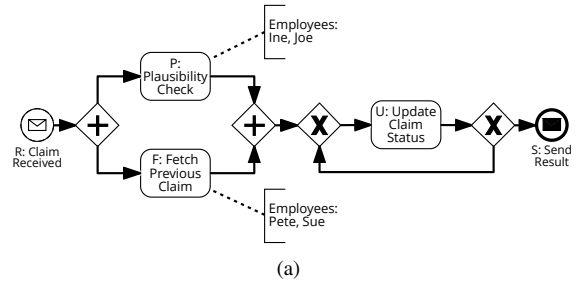 Employees:
Ine, Joe
P:
Plausibility
Check
R: Claim
Received
U: Update
Claim
Status
S: Send
Result
F: Fetch
Previous
Claim
Employees:
Pete, Sue
(a)